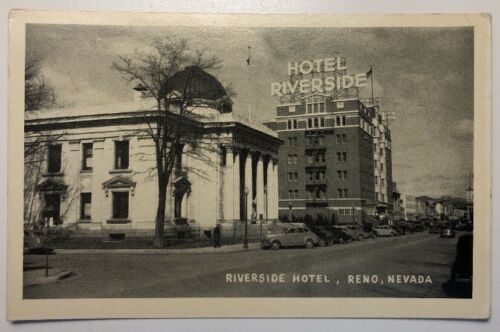 HOTEL
RIVERSIDE
RIVERSIDE HOTEL, RENO, NEVADA